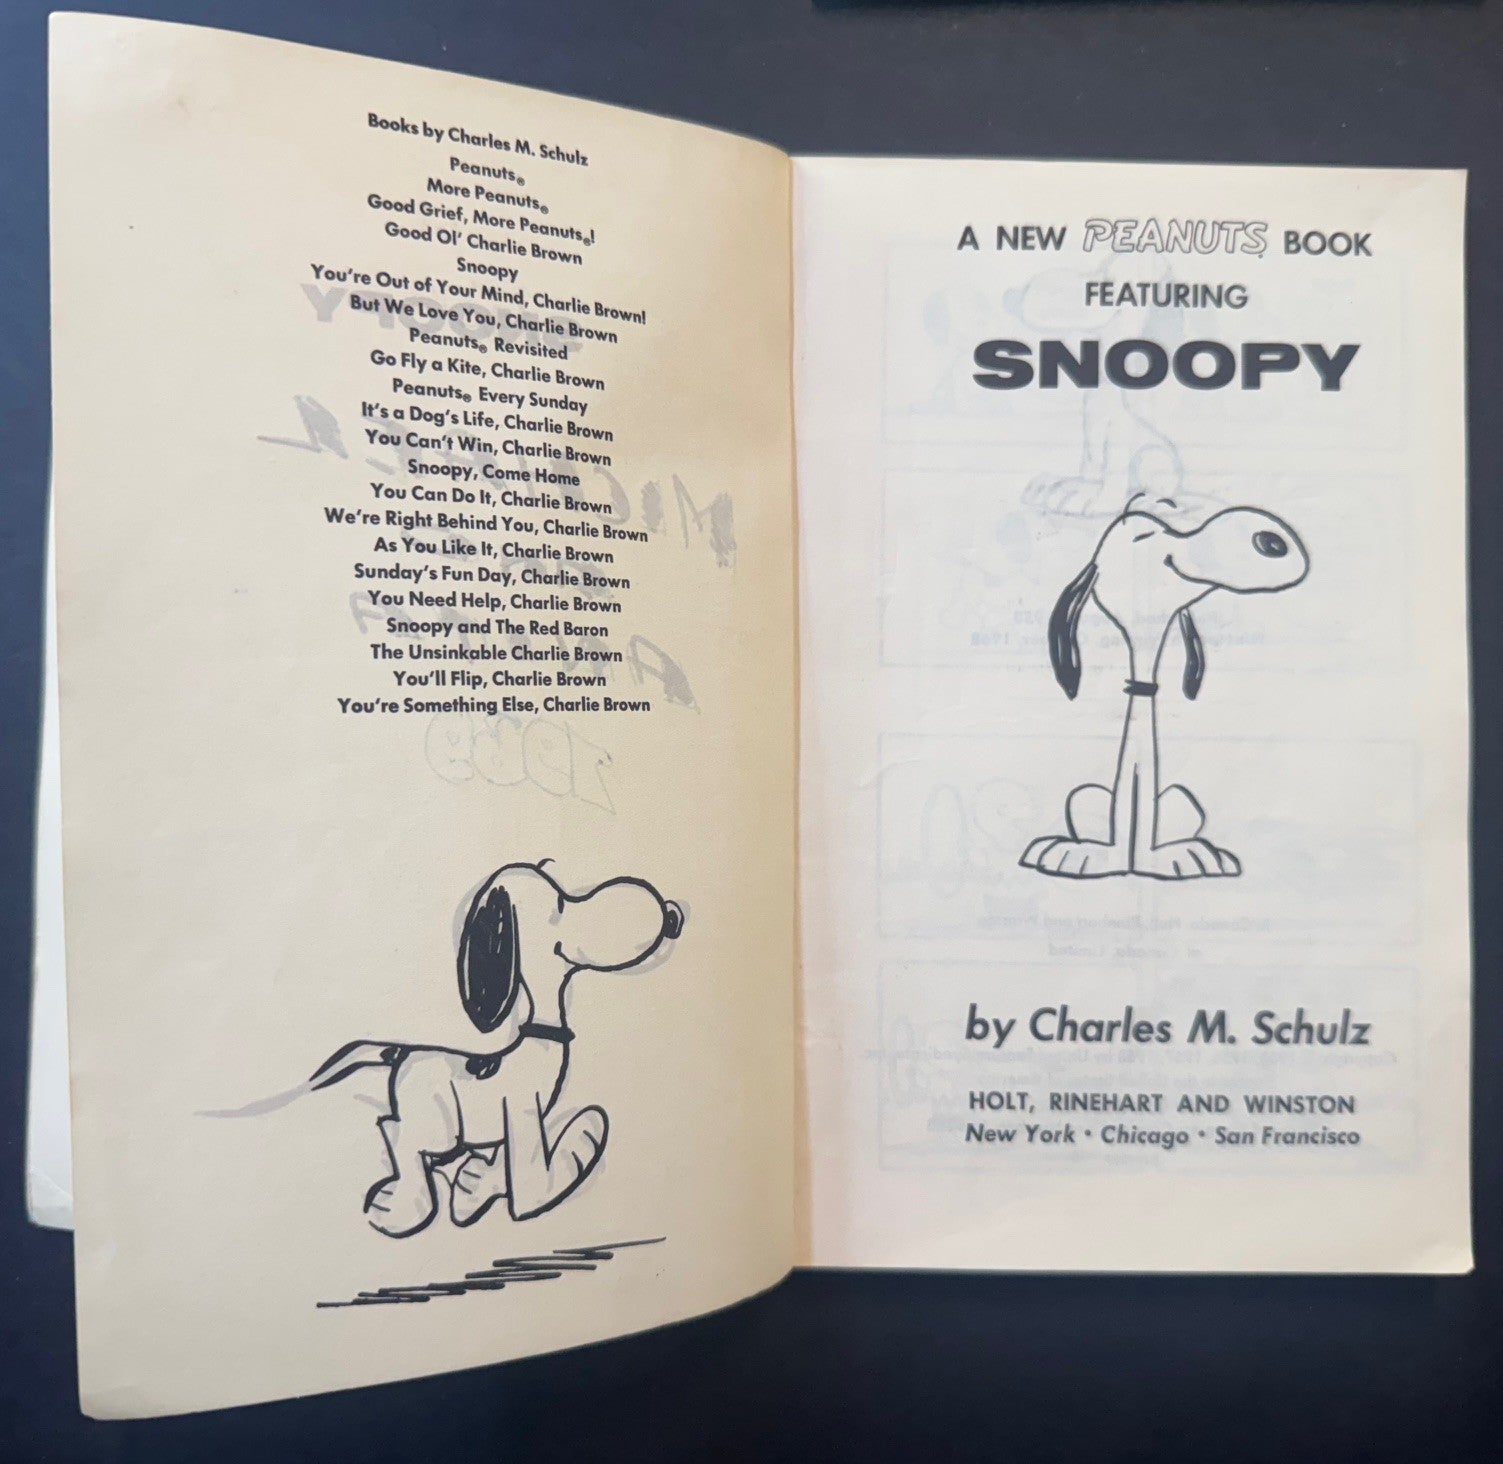 Books by Charles M. Schulz
Peanuts®
More Peanuts®
Good Grief, More Peanuts®!
Good Ol' Charlie Brown
Snoopy
You're Out of Your Mind, Charlie Brown!
But We Love You, Charlie Brown
Peanuts® Revisited
Go Fly a Kite, Charlie Brown
Peanuts® Every Sunday
It's a Dog's Life, Charlie Brown
You Can't Win, Charlie Brown
Snoopy, Come Home
You Can Do It, Charlie Brown
We're Right Behind You, Charlie Brown
As You Like It, Charlie Brown
Sunday's Fun Day, Charlie Brown
You Need Help, Charlie Brown
Snoopy and The Red Baron
The Unsinkable Charlie Brown
You'll Flip, Charlie Brown
You're Something Else, Charlie Brown
SNOOPY
MICHAEL
1969
A NEW PEANUTS® BOOK
FEATURING
SNOOPY
by Charles M. Schulz
HOLT, RINEHART AND WINSTON
New York • Chicago • San Francisco